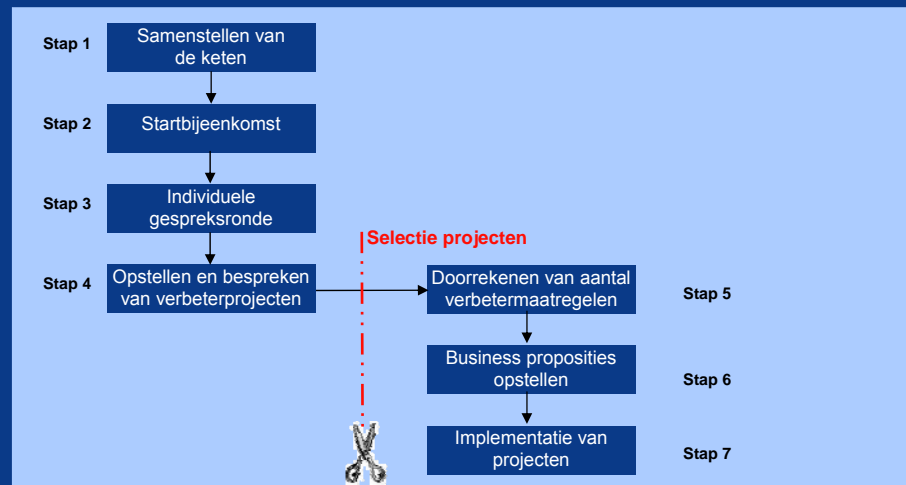 Stap 1
Samenstellen van
de keten
Stap 2
Startbijeenkomst
Stap 3
Individuele
gespreksronde
Selectie projecten
Stap 4
Opstellen en bespreken
van verbeterprojecten
Doorrekenen van aantal
verbetermaatregelen
Stap 5
Business proposities
opstellen
Stap 6
Implementatie van
projecten
Stap 7